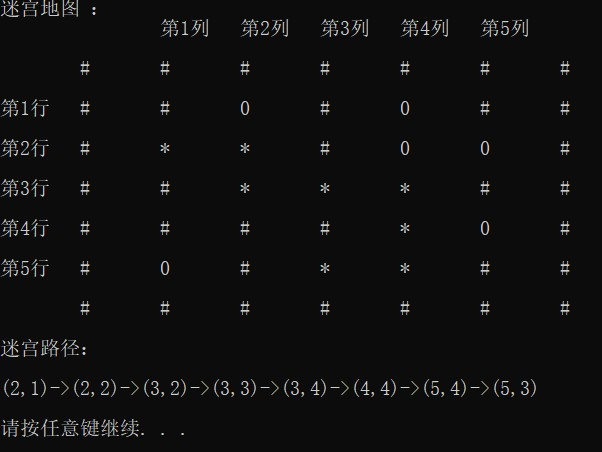 迷宫地图 :
第1列 第2列 第3列 第4列 第5列
# # # # # # #
第1行 # # 0 # 0 # #
第2行 # * * # 0 0 #
第3行 # # * * * # #
第4行 # # # # * 0 #
第5行 # 0 # * * # #
# # # # # # #
迷宫路径:
(2,1)->(2,2)->(3,2)->(3,3)->(3,4)->(4,4)->(5,4)->(5,3)
请按任意键继续. . .